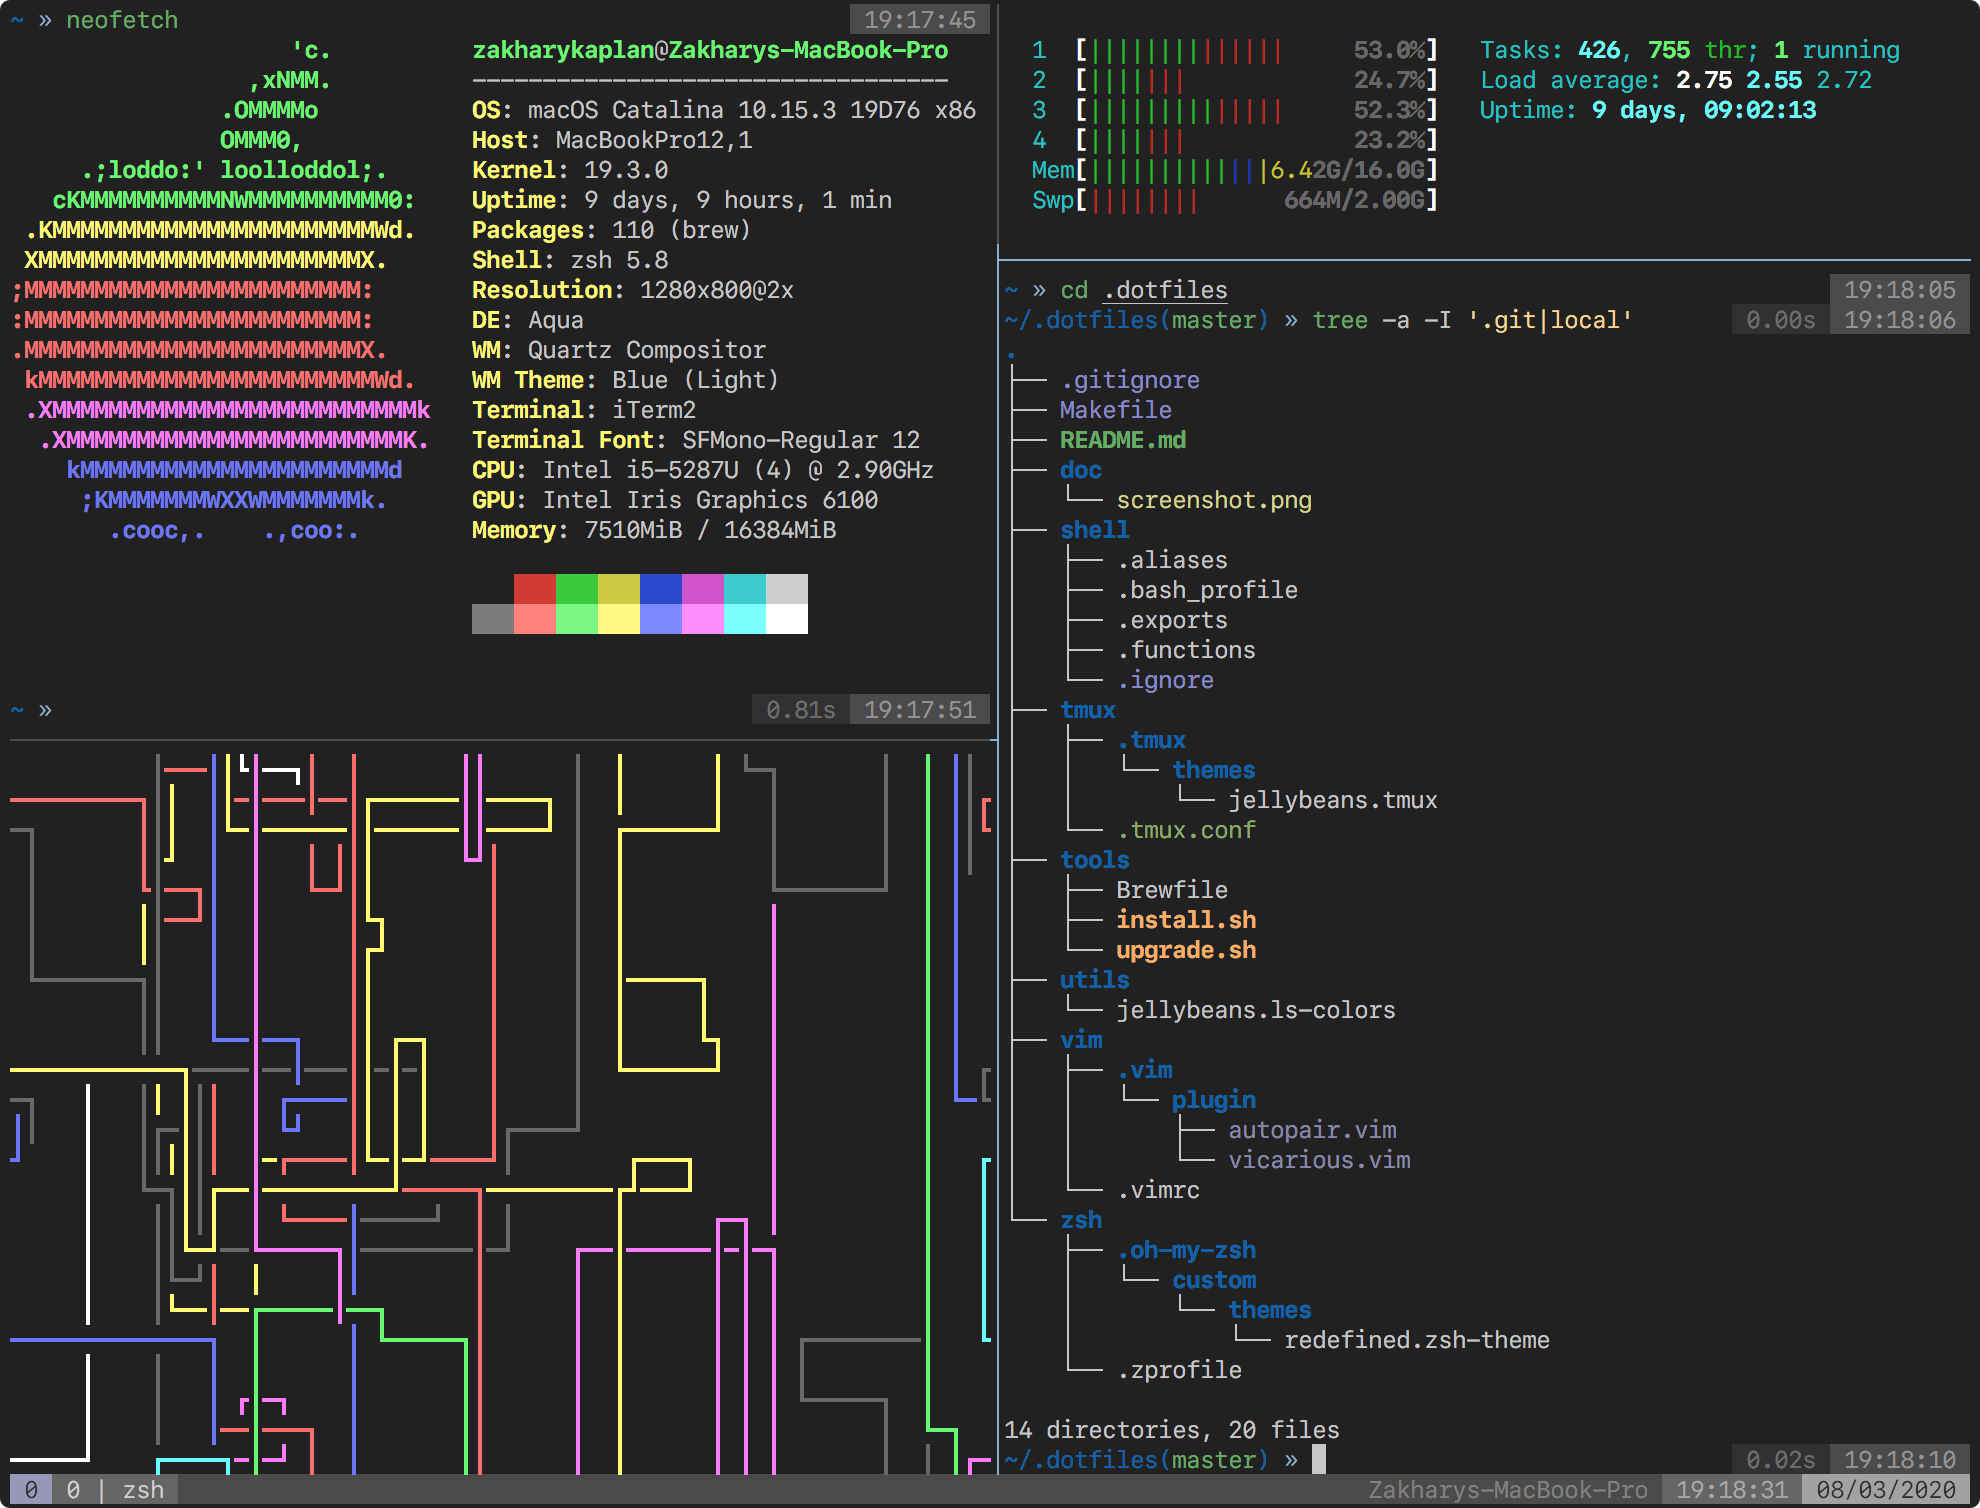 ~ » neofetch 19:17:45
'c. zakharykaplan@Zakharys-MacBook-Pro
,xNMM. ----------------------------------
.OMMMMo OS: macOS Catalina 10.15.3 19D76 x86
OMMM0, Host: MacBookPro12,1
.;loddo:' loolloddol;. Kernel: 19.3.0
cKMMMMMMMMMMNWMMMMMMMMMM0: Uptime: 9 days, 9 hours, 1 min
.KMMMMMMMMMMMMMMMMMMMMMMMWd. Packages: 110 (brew)
XMMMMMMMMMMMMMMMMMMMMMMMX. Shell: zsh 5.8
;MMMMMMMMMMMMMMMMMMMMMMMM: Resolution: 1280x800@2x
:MMMMMMMMMMMMMMMMMMMMMMMM: DE: Aqua
.MMMMMMMMMMMMMMMMMMMMMMMMX. WM: Quartz Compositor
kMMMMMMMMMMMMMMMMMMMMMMMMWd. WM Theme: Blue (Light)
.XMMMMMMMMMMMMMMMMMMMMMMMMMMk Terminal: iTerm2
.XMMMMMMMMMMMMMMMMMMMMMMMMK. Terminal Font: SFMono-Regular 12
kMMMMMMMMMMMMMMMMMMMMMMd CPU: Intel i5-5287U (4) @ 2.90GHz
;KMMMMMMMWXXWMMMMMMMk. GPU: Intel Iris Graphics 6100
.cooc,. .,coo:. Memory: 7510MiB / 16384MiB
~ » 0.81s 19:17:51
1 [|||||||||||||| 53.0%] Tasks: 426, 755 thr; 1 running
2 [||||||| 24.7%] Load average: 2.75 2.55 2.72
3 [|||||||||||||| 52.3%] Uptime: 9 days, 09:02:13
4 [||||||| 23.2%]
Mem[|||||||||||||6.42G/16.0G]
Swp[|||||||| 664M/2.00G]
~ » cd .dotfiles 19:18:05
~/.dotfiles(master) » tree -a -I '.git|local' 0.00s 19:18:06
.
├── .gitignore
├── Makefile
├── README.md
├── doc
│   └── screenshot.png
├── shell
│   ├── .aliases
│   ├── .bash_profile
│   ├── .exports
│   ├── .functions
│   └── .ignore
├── tmux
│   ├── .tmux
│   │   └── themes
│   │       └── jellybeans.tmux
│   └── .tmux.conf
├── tools
│   ├── Brewfile
│   ├── install.sh
│   └── upgrade.sh
├── utils
│   └── jellybeans.ls-colors
├── vim
│   ├── .vim
│   │   └── plugin
│   │       ├── autopair.vim
│   │       └── vicarious.vim
│   └── .vimrc
└── zsh
    ├── .oh-my-zsh
    │   └── custom
    │       └── themes
    │           └── redefined.zsh-theme
    └── .zprofile
14 directories, 20 files
~/.dotfiles(master) » 0.02s 19:18:10
0 0 | zsh Zakharys-MacBook-Pro 19:18:31 08/03/2020